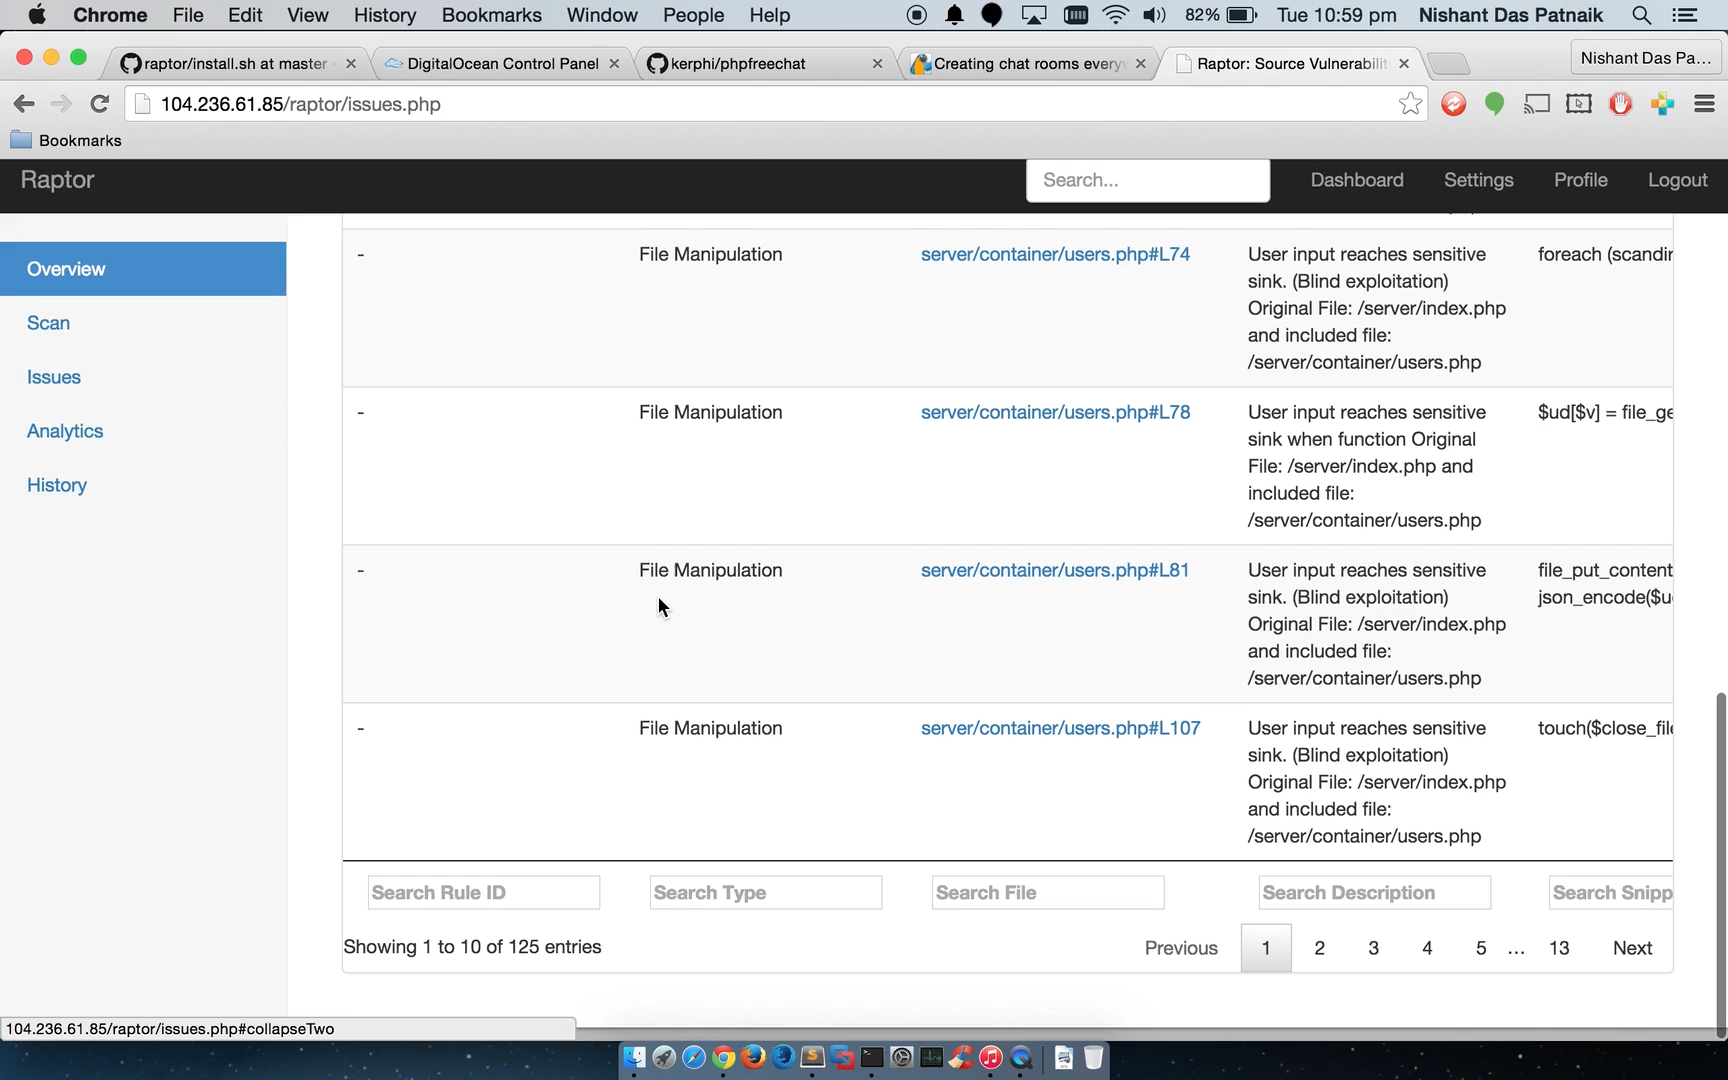 Chrome File Edit View History Bookmarks Window People Help 82% Tue 10:59 pm Nishant Das Patnaik
raptor/install.sh at master DigitalOcean Control Panel kerphi/phpfreechat Creating chat rooms every Raptor: Source Vulnerabilit Nishant Das Pa...
104.236.61.85/raptor/issues.php
Bookmarks
Raptor Search... Dashboard Settings Profile Logout
Overview
Scan
Issues
Analytics
History
- File Manipulation server/container/users.php#L74 User input reaches sensitive foreach (scandir
sink. (Blind exploitation)
Original File: /server/index.php
and included file:
/server/container/users.php
- File Manipulation server/container/users.php#L78 User input reaches sensitive $ud[$v] = file_ge
sink when function Original
File: /server/index.php and
included file:
/server/container/users.php
- File Manipulation server/container/users.php#L81 User input reaches sensitive file_put_content
sink. (Blind exploitation) json_encode($u
Original File: /server/index.php
and included file:
/server/container/users.php
- File Manipulation server/container/users.php#L107 User input reaches sensitive touch($close_file
sink. (Blind exploitation)
Original File: /server/index.php
and included file:
/server/container/users.php
Search Rule ID Search Type Search File Search Description Search Snipp
Showing 1 to 10 of 125 entries Previous 1 2 3 4 5 ... 13 Next
104.236.61.85/raptor/issues.php#collapseTwo